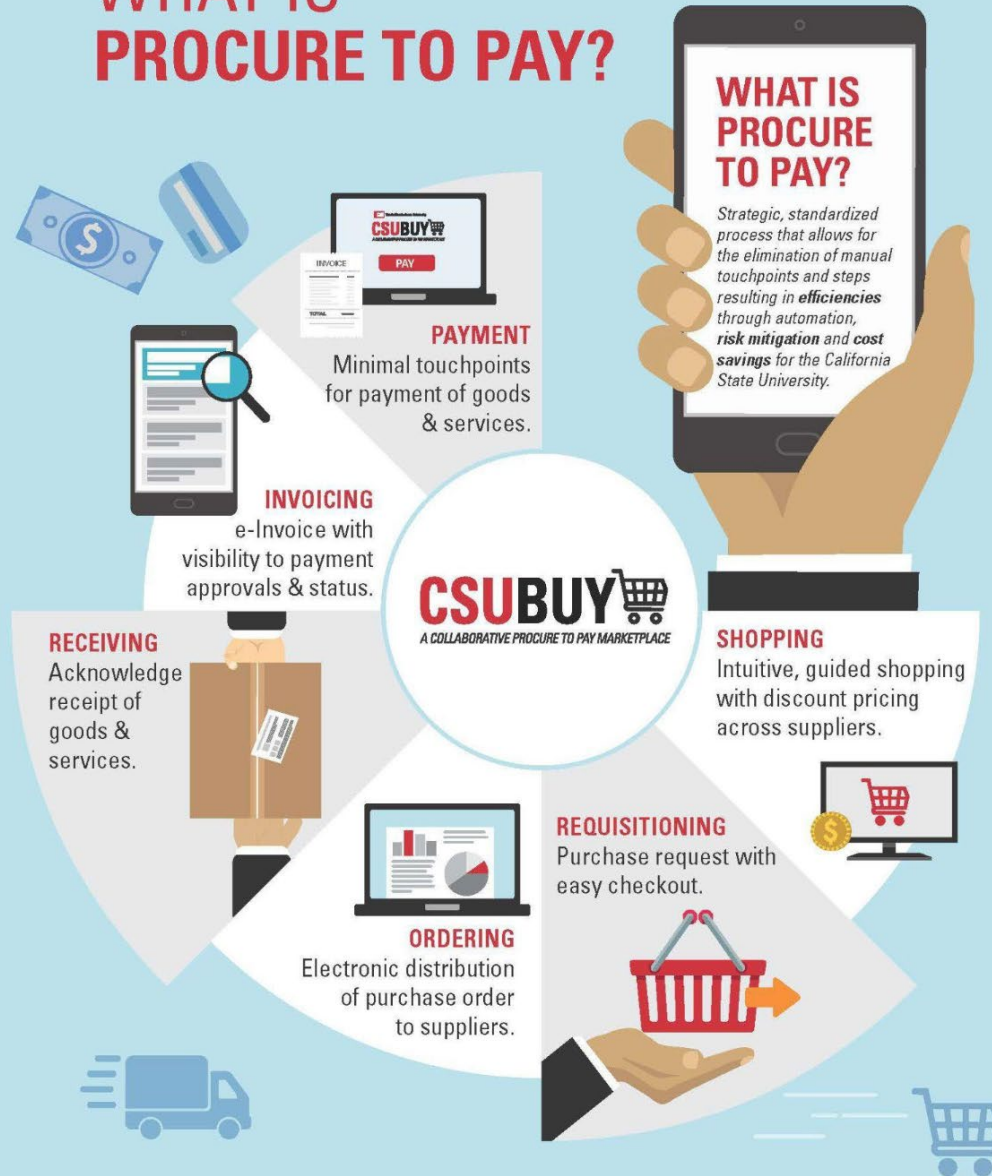 WHAT IS
PROCURE TO PAY?
WHAT IS
PROCURE
TO PAY?
Strategic, standardized
process that allows for
the elimination of manual
touchpoints and steps
resulting in efficiencies
through automation,
risk mitigation and cost
savings for the California
State University.
CSUBUY
PAY
INVOICE
TOTAL
PAYMENT
Minimal touchpoints
for payment of goods
& services.
INVOICING
e-Invoice with
visibility to payment
approvals & status.
CSUBUY
A COLLABORATIVE PROCURE TO PAY MARKETPLACE
RECEIVING
Acknowledge
receipt of
goods &
services.
SHOPPING
Intuitive, guided shopping
with discount pricing
across suppliers.
REQUISITIONING
Purchase request with
easy checkout.
ORDERING
Electronic distribution
of purchase order
to suppliers.